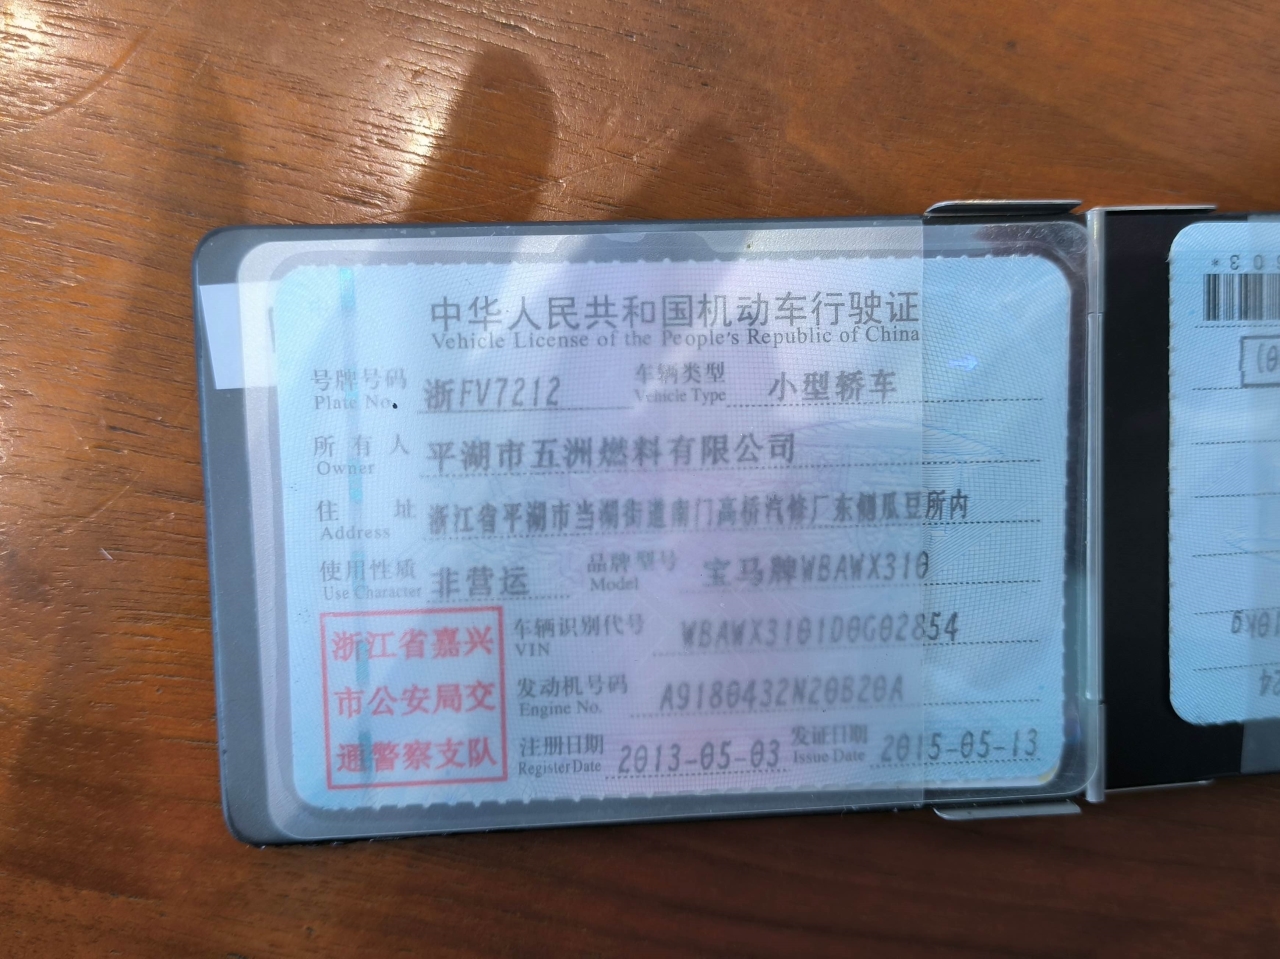 中华人民共和国机动车行驶证
Vehicle License of the People's Republic of China
号牌号码 浙FV7212 车辆类型 小型轿车
Plate No. Vehicle Type
所有人 平湖市五洲燃料有限公司
Owner
住址 浙江省平湖市当湖街道南门高桥汽修厂东侧瓜豆所内
Address
使用性质 非营运 品牌型号 宝马牌WBAWX310
Use Character Model
浙江省嘉兴
市公安局交
通警察支队
车辆识别代号 WBAWX3101D0G02854
VIN
发动机号码 A9180432N20B20A
Engine No.
注册日期 2013-05-03 发证日期 2015-05-13
Register Date Issue Date